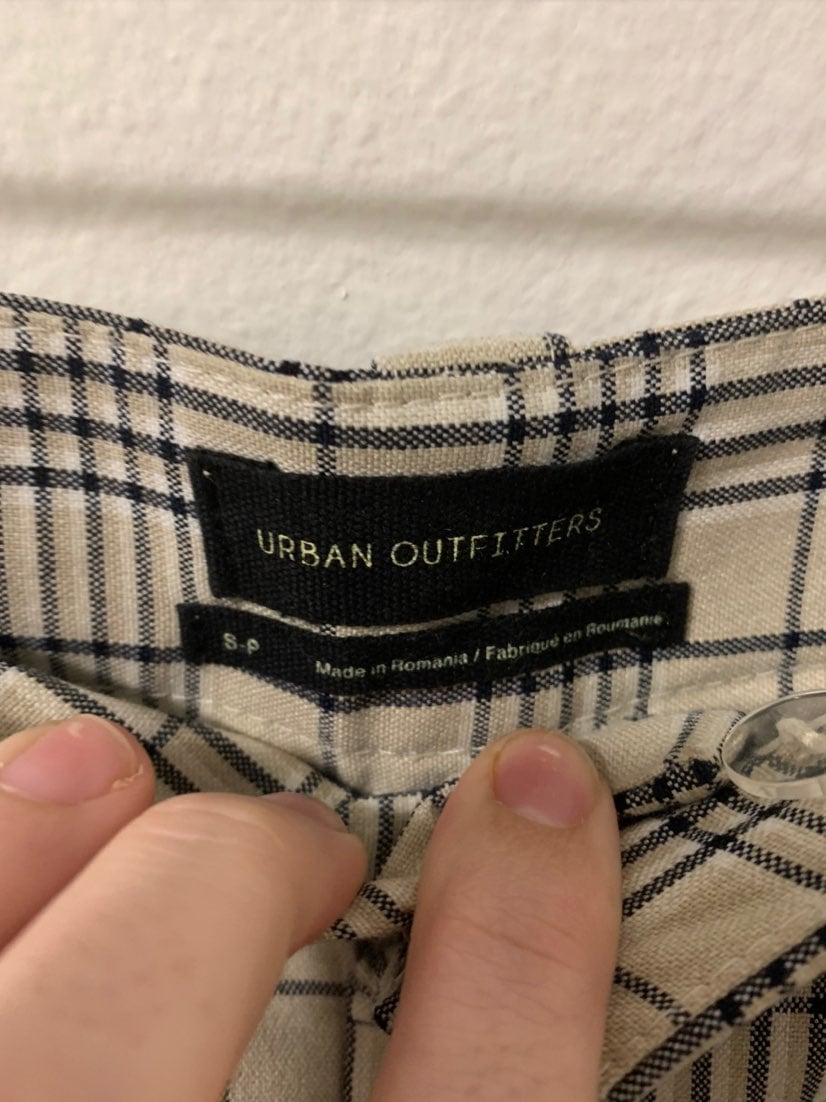 URBAN OUTFITTERS
S-P Made in Romania / Fabriqué en Roumanie